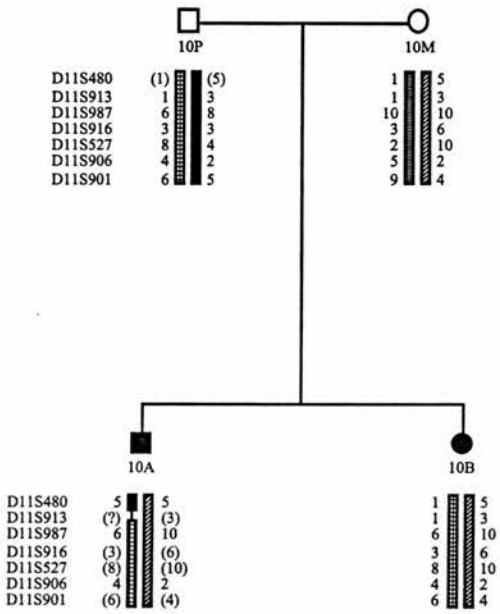 10P 10M
D11S480 (1) (5) 1 5
D11S913 1 3 1 3
D11S987 6 8 10 10
D11S916 3 3 3 6
D11S527 8 4 2 10
D11S906 4 2 5 2
D11S901 6 5 9 4
10A 10B
D11S480 5 5 1 5
D11S913 (?) (3) 1 3
D11S987 6 10 6 10
D11S916 (3) (6) 3 6
D11S527 (8) (10) 8 10
D11S906 4 2 4 2
D11S901 (6) (4) 6 4